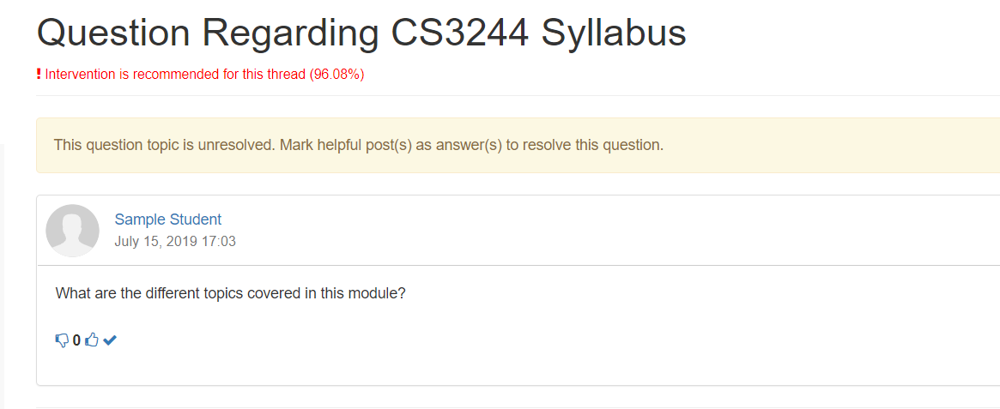 Question Regarding CS3244 Syllabus
! Intervention is recommended for this thread (96.08%)
This question topic is unresolved. Mark helpful post(s) as answer(s) to resolve this question.
Sample Student
July 15, 2019 17:03
What are the different topics covered in this module?
0